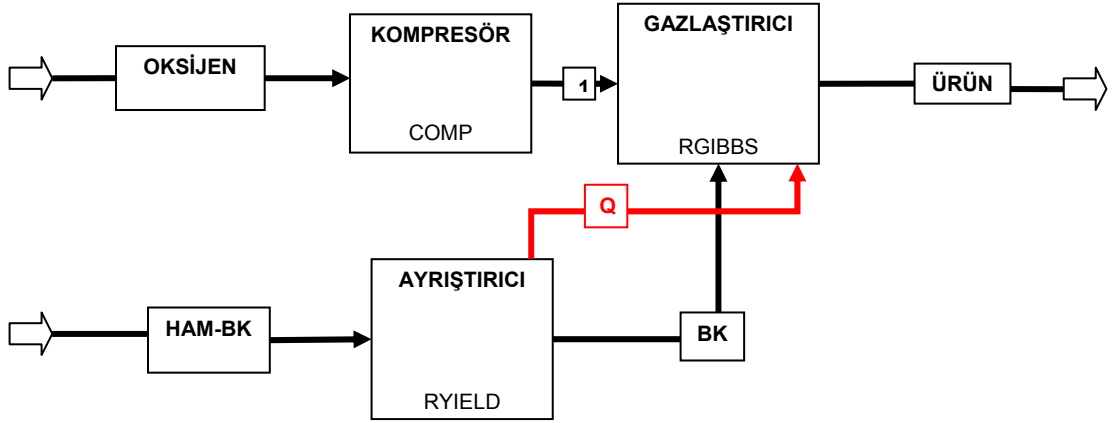 OKSİJEN
KOMPRESÖR
COMP
1
GAZLAŞTIRICI
RGIBBS
ÜRÜN
Q
HAM-BK
AYRIŞTIRICI
RYIELD
BK